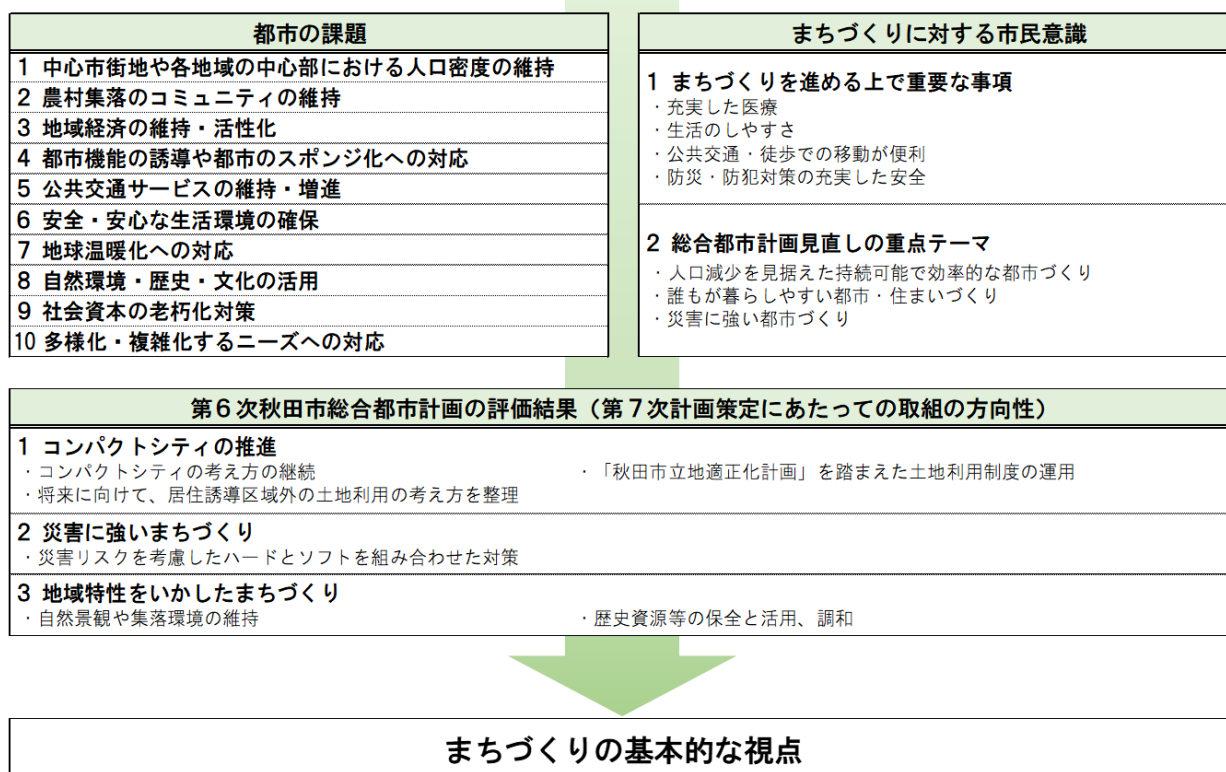 都市の課題
1 中心市街地や各地域の中心部における人口密度の維持
2 農村集落のコミュニティの維持
3 地域経済の維持・活性化
4 都市機能の誘導や都市のスポンジ化への対応
5 公共交通サービスの維持・増進
6 安全・安心な生活環境の確保
7 地球温暖化への対応
8 自然環境・歴史・文化の活用
9 社会資本の老朽化対策
10 多様化・複雑化するニーズへの対応
まちづくりに対する市民意識
1 まちづくりを進める上で重要な事項
・充実した医療
・生活のしやすさ
・公共交通・徒歩での移動が便利
・防災・防犯対策の充実した安全
2 総合都市計画見直しの重点テーマ
・人口減少を見据えた持続可能で効率的な都市づくり
・誰もが暮らしやすい都市・住まいづくり
・災害に強い都市づくり
第6次秋田市総合都市計画の評価結果（第７次計画策定にあたっての取組の方向性）
1 コンパクトシティの推進
・コンパクトシティの考え方の継続
・「秋田市立地適正化計画」を踏まえた土地利用制度の運用
・将来に向けて、居住誘導区域外の土地利用の考え方を整理
2 災害に強いまちづくり
・災害リスクを考慮したハードとソフトを組み合わせた対策
3 地域特性をいかしたまちづくり
・自然景観や集落環境の維持
・歴史資源等の保全と活用、調和
まちづくりの基本的な視点